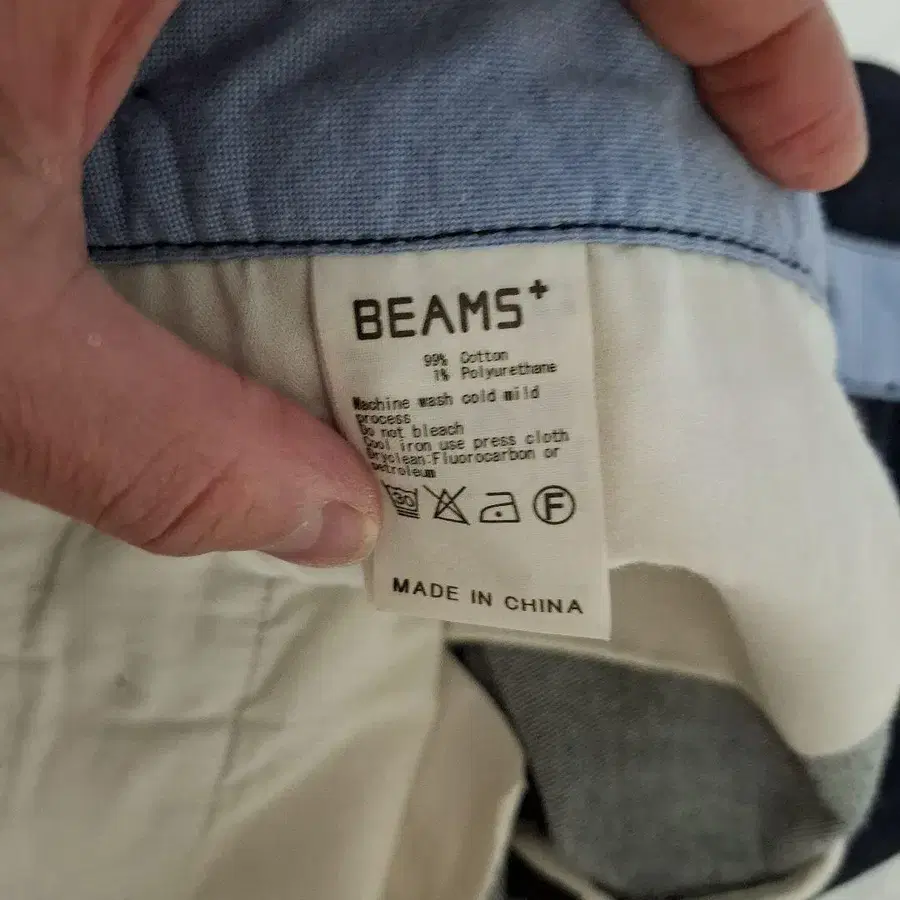 BEAMS+
99% Cotton
1% Polyurethane
Machine wash cold mild
process
Do not bleach
Cool iron use press cloth
Dryclean:Fluorocarbon or
petroleum
30 F
MADE IN CHINA